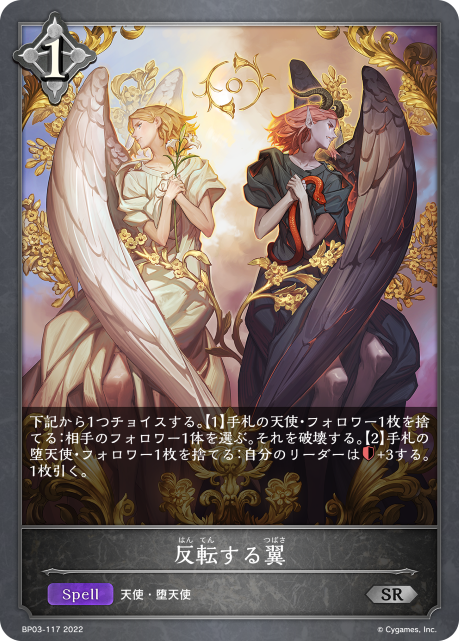 1
下記から1つチョイスする。【1】手札の天使・フォロワー1枚を捨
てる：相手のフォロワー1体を選ぶ。それを破壊する。【2】手札の
堕天使・フォロワー1枚を捨てる：自分のリーダーは+3する。
1枚引く。
はんてん つばさ
反転する翼
Spell 天使・堕天使 SR
BP03-117 2022 © Cygames, Inc.